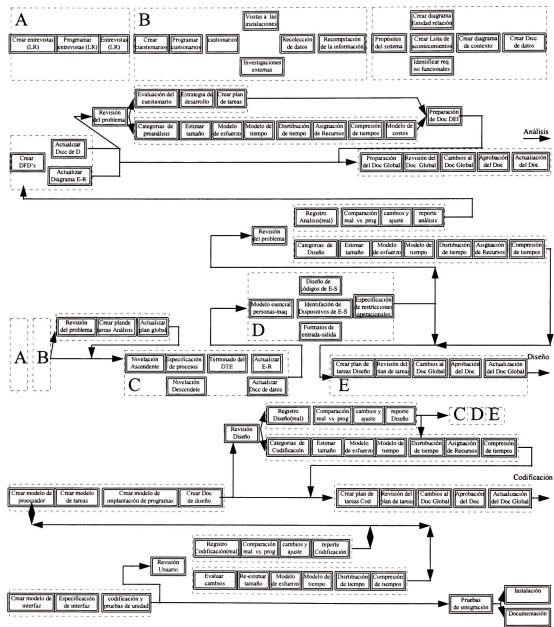 A
B
Crear entrevistas (LR)
Programar entrevistas (LR)
Entrevistas (LR)
Crear cuestionarios
Programar cuestionarios
cuestionarios
Visitas a las instalaciones
Investigaciones externas
Recolección de datos
Recompilación de la información
Propósitos del sistema
Crear diagrama Entidad relación
Crear Lista de acontecimentos
Identificar req. no funcionales
Crear diagrama de contexto
Crear Dicc. de datos
Revisión del problema
Evaluación del cuestionario
Estrategia de desarrollo
Crear plan de tareas
Categorias de preanálisis
Estimar tamaño
Modelo de esfuerzo
Modelo de tiempo
Distribución de tiempo
Asignación de Recursos
Compresión de tiempos
Modelo de costos
Preparación de Doc DEI
Análisis
Crear DFD's
Actualizar Dicc de D
Actualizar Diagrama E-R
Preparación del Doc Global
Revisión del Doc Global
Cambios al Doc Global
Aprobación del Doc
Actualiacion del Doc
Registro Analisis(real)
Comparación real vs prog
cambios y ajuste
reporte análisis
Revisión del problema
Categorias de Diseño
Estimar tamaño
Modelo de esfuerzo
Modelo de tiempo
Distribución de tiempo
Asignación de Recursos
Compresión de tiempos
Modelo esencial personas-maq
Diseño de códigos de E-S
Identificación de Dispositivos de E-S
Formatos de entrada-salida
Especificación de restricciones operacionales
D
A
B
Revisión del problema
Crear plande tareas Análisis
Actualizar plan global
Nivelación Ascendente
Especificación de procesos
Terminado del DTE
Actualizar E-R
Nivelación Descendete
Actualizar Dicc de datos
C
Diseño
Crear plan de tareas Diseño
Revisión del plan de tareas
Cambios al Doc Global
Aprobación del Doc
Actualización del Doc Global
E
Registro Diseño(real)
Comparación real vs prog
cambios y ajuste
reporte Diseño
C D E
Revisión Diseño
Categorias de Codificación
Estimar tamaño
Modelo de esfuerzo
Modelo de tiempo
Distribución de tiempo
Asignación de Recursos
Compresión de tiempos
Codificación
Crear modelo de procqador
Crear modelo de tareas
Crear modelo de implantación de programas
Crear Doc de diseño
Crear plan de tareas Cod
Revisión del plan de tareas
Cambios al Doc Global
Aprobación del Doc
Actualización del Doc Global
Registro Codificación(real)
Comparación real vs prog
cambios y ajuste
reporte Codificación
Revisión Usuario
Evaluar cambios
Re-estimar tamaño
Modelo de esfuerzo
Modelo de tiempo
Distribución de tiempo
Compresión de tiempos
Crear modelo de interfaz
Especificación de interfaz
codificación y pruebas de unidad
Pruebas de integración
Instalación
Documentación